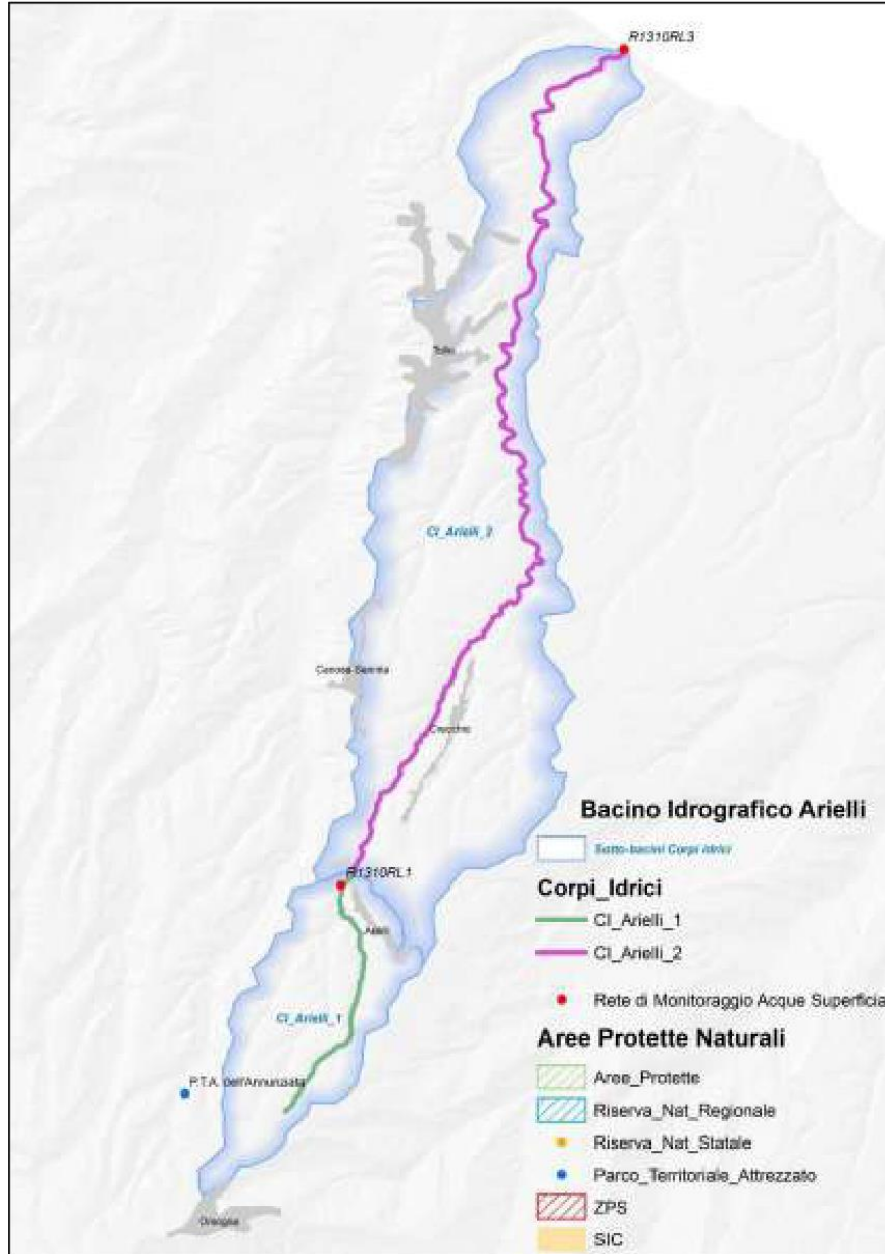 R1310RL3
Tollo
CI_Arielli_2
Canosa Sannita
Crecchio
R1310RL1
Arielli
CI_Arielli_1
P.T.A. dell'Annunziata
Orsogna
Bacino Idrografico Arielli
Sotto-bacini Corpi Idrici
Corpi_Idrici
CI_Arielli_1
CI_Arielli_2
Rete di Monitoraggio Acque Superficia
Aree Protette Naturali
Aree_Protette
Riserva_Nat_Regionale
Riserva_Nat_Statale
Parco_Territoriale_Attrezzato
ZPS
SIC